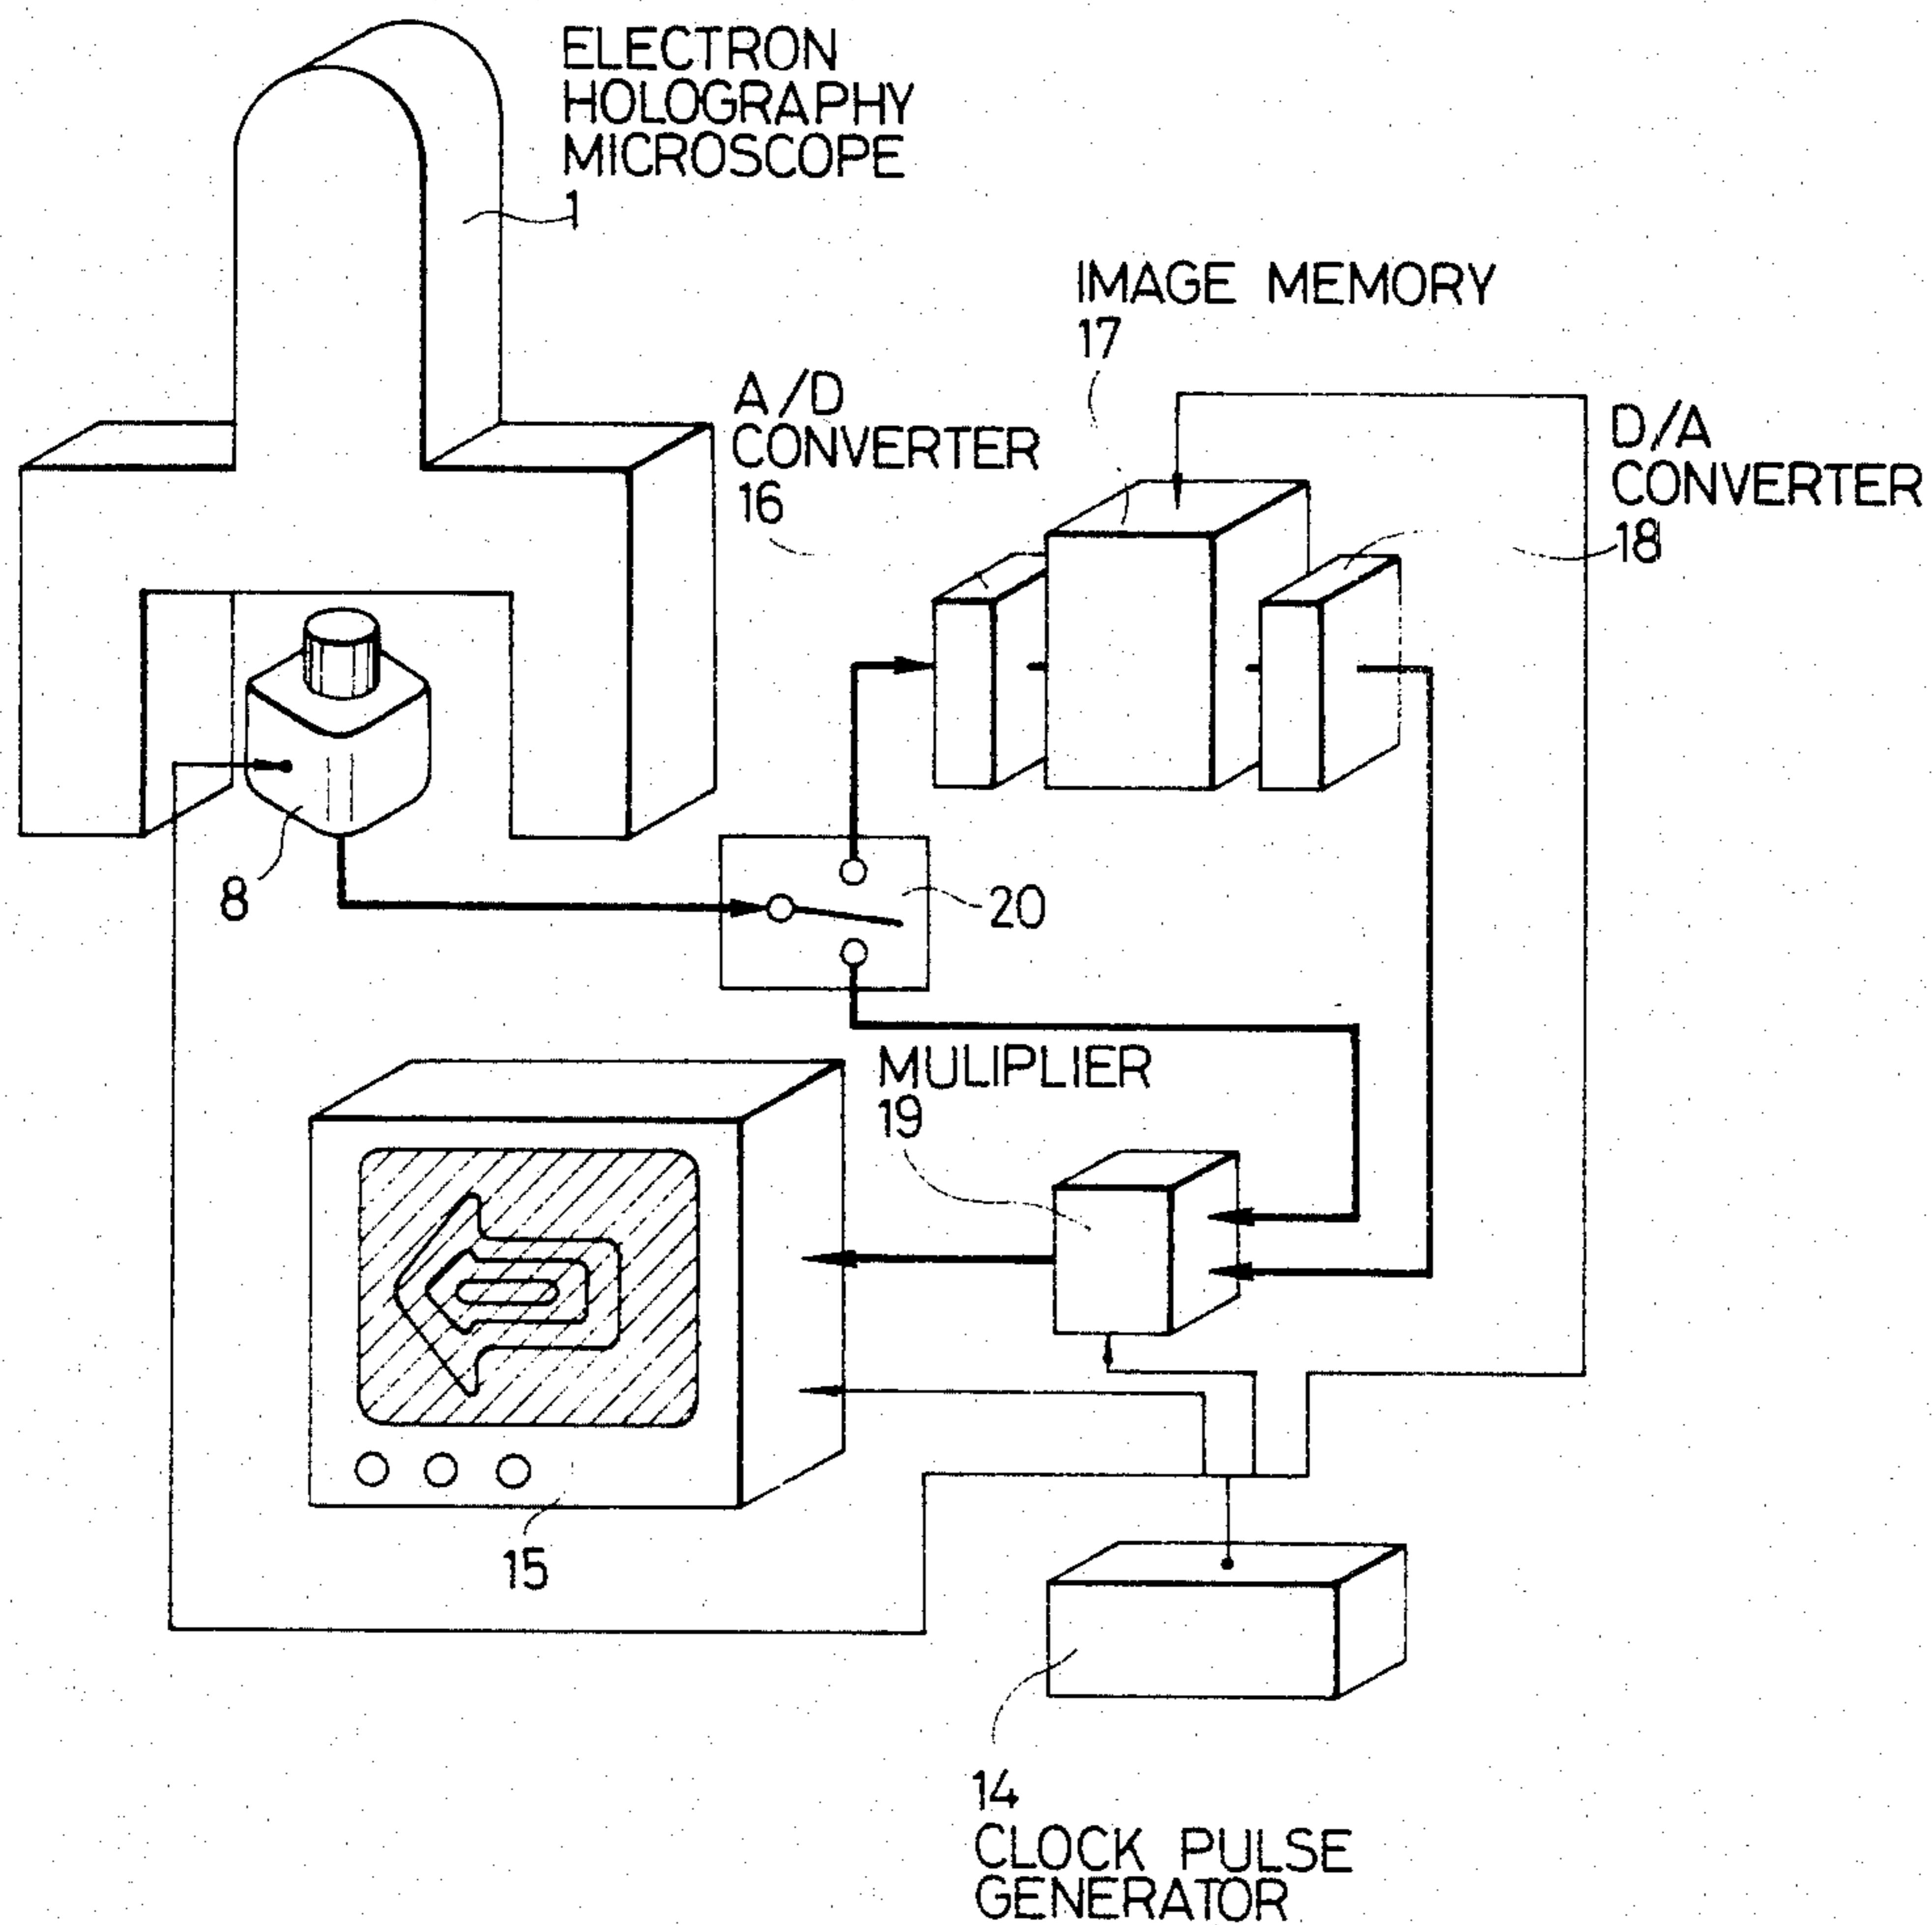 ELECTRON
HOLOGRAPHY
MICROSCOPE
1
IMAGE MEMORY
17
A/D
CONVERTER
16
D/A
CONVERTER
18
8
20
MULIPLIER
19
15
14
CLOCK PULSE
GENERATOR